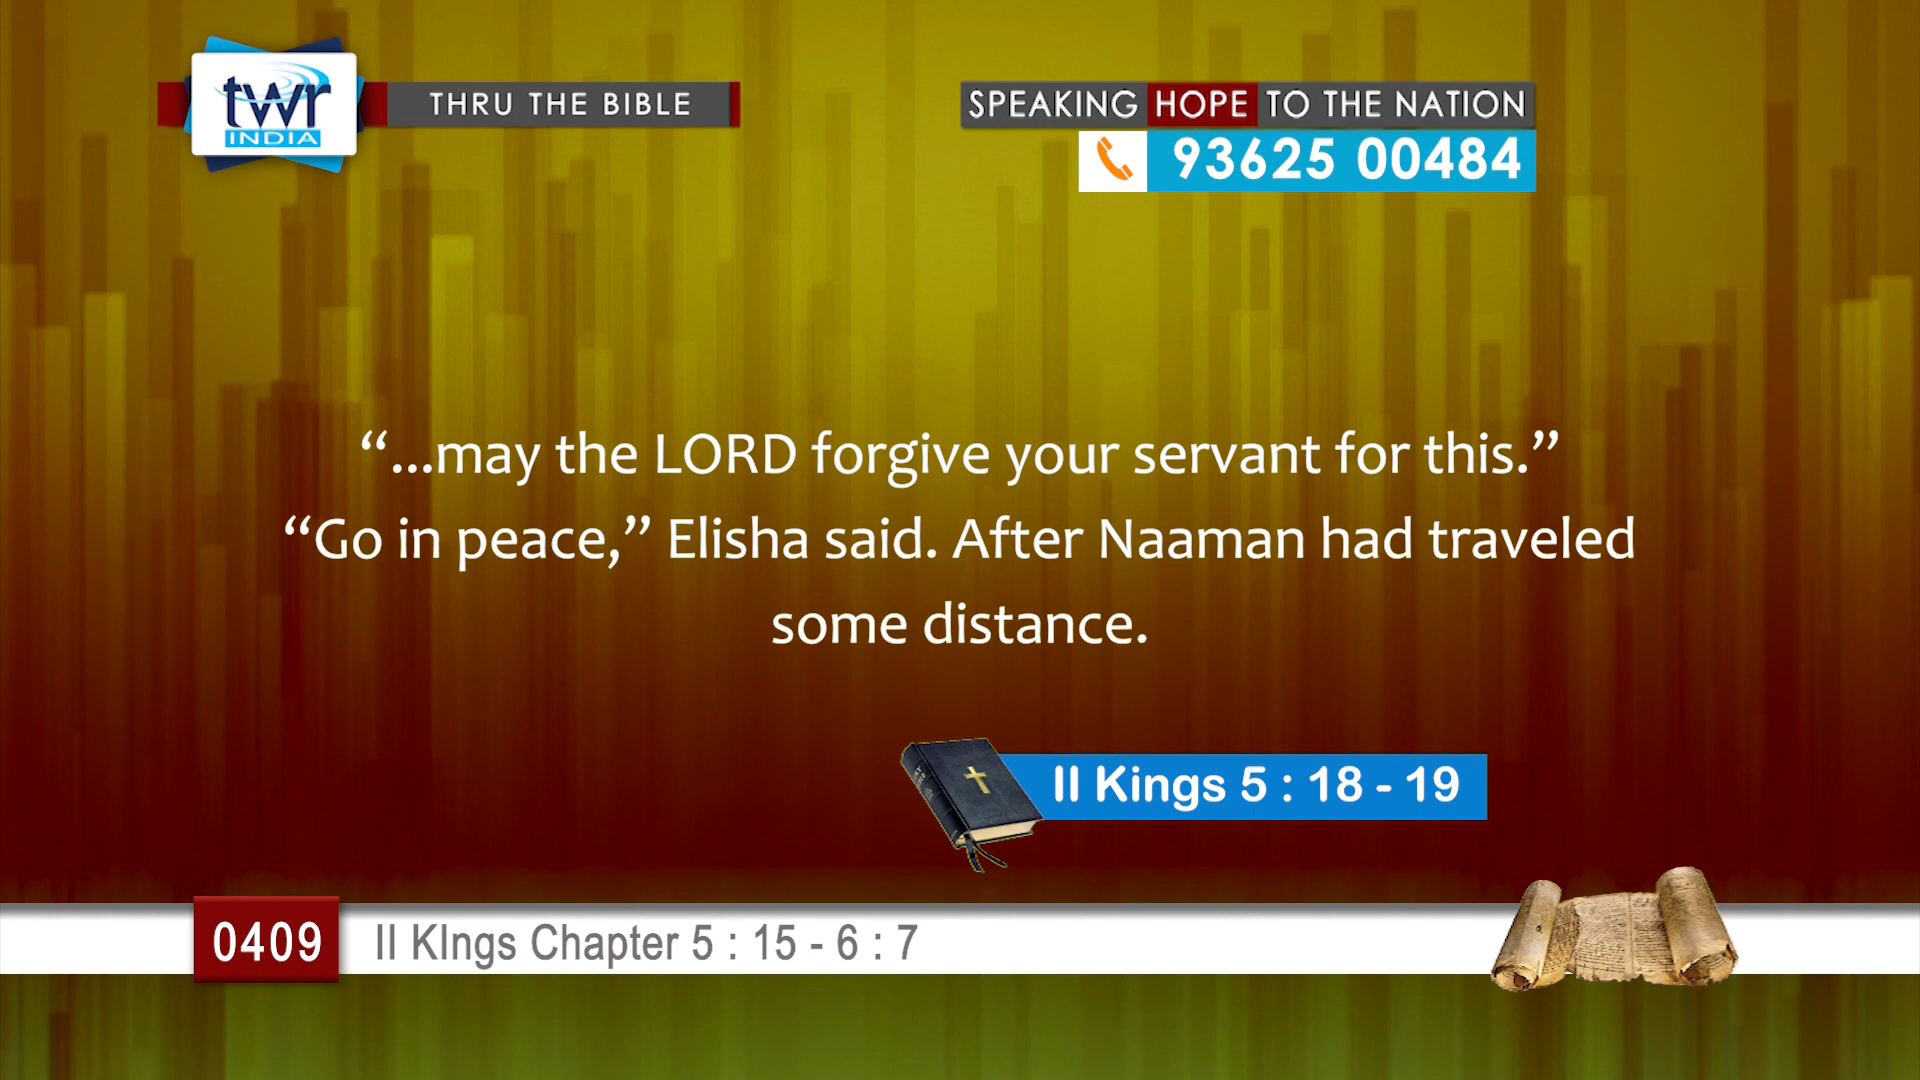 twr
INDIA
THRU THE BIBLE
SPEAKING HOPE TO THE NATION
93625 00484
“...may the LORD forgive your servant for this.”
“Go in peace,” Elisha said. After Naaman had traveled
some distance.
II Kings 5 : 18 - 19
0409
II KIngs Chapter 5 : 15 - 6 : 7